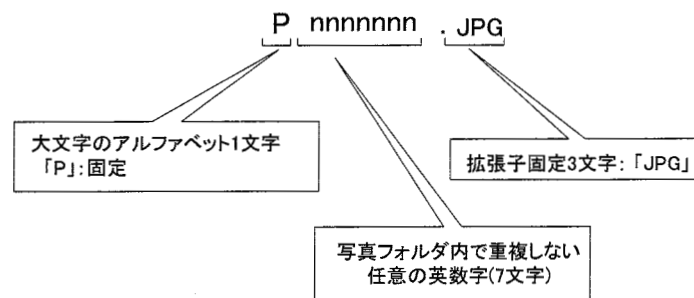 P nnnnnnn . JPG
大文字のアルファベット1文字
「P」:固定
拡張子固定3文字:「JPG」
写真フォルダ内で重複しない
任意の英数字(7文字)